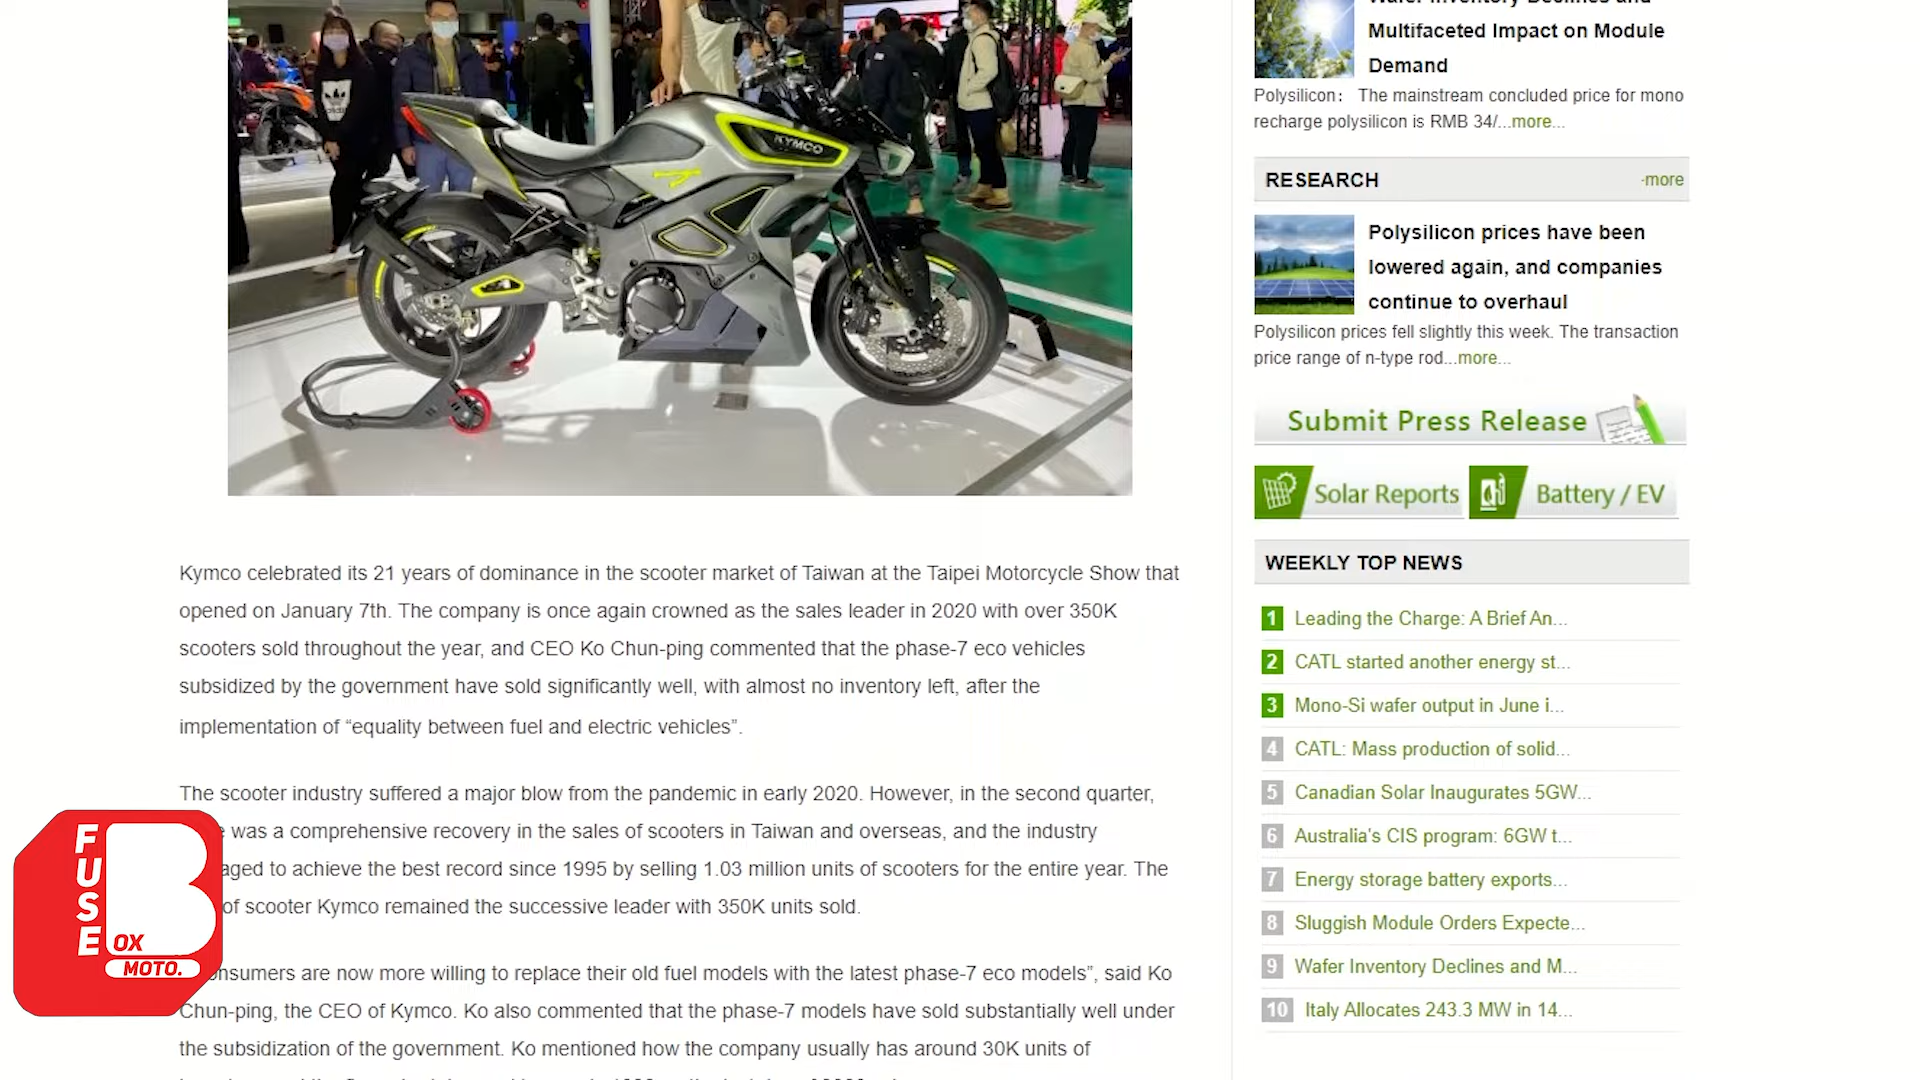 KYMCO
Kymco celebrated its 21 years of dominance in the scooter market of Taiwan at the Taipei Motorcycle Show that
opened on January 7th. The company is once again crowned as the sales leader in 2020 with over 350K
scooters sold throughout the year, and CEO Ko Chun-ping commented that the phase-7 eco vehicles
subsidized by the government have sold significantly well, with almost no inventory left, after the
implementation of “equality between fuel and electric vehicles”.
The scooter industry suffered a major blow from the pandemic in early 2020. However, in the second quarter,
was a comprehensive recovery in the sales of scooters in Taiwan and overseas, and the industry
to achieve the best record since 1995 by selling 1.03 million units of scooters for the entire year. The
of scooter Kymco remained the successive leader with 350K units sold.
are now more willing to replace their old fuel models with the latest phase-7 eco models”, said Ko
Chun-ping, the CEO of Kymco. Ko also commented that the phase-7 models have sold substantially well under
the subsidization of the government. Ko mentioned how the company usually has around 30K units of
FUSE
BOX
MOTO.
Wafer Inventory Declines and
Multifaceted Impact on Module
Demand
Polysilicon： The mainstream concluded price for mono
recharge polysilicon is RMB 34/...more...
RESEARCH
·more
Polysilicon prices have been
lowered again, and companies
continue to overhaul
Polysilicon prices fell slightly this week. The transaction
price range of n-type rod...more...
Submit Press Release
Solar Reports
Battery / EV
WEEKLY TOP NEWS
1 Leading the Charge: A Brief An...
2 CATL started another energy st...
3 Mono-Si wafer output in June i...
4 CATL: Mass production of solid...
5 Canadian Solar Inaugurates 5GW...
6 Australia's CIS program: 6GW t...
7 Energy storage battery exports...
8 Sluggish Module Orders Expecte...
9 Wafer Inventory Declines and M...
10 Italy Allocates 243.3 MW in 14...